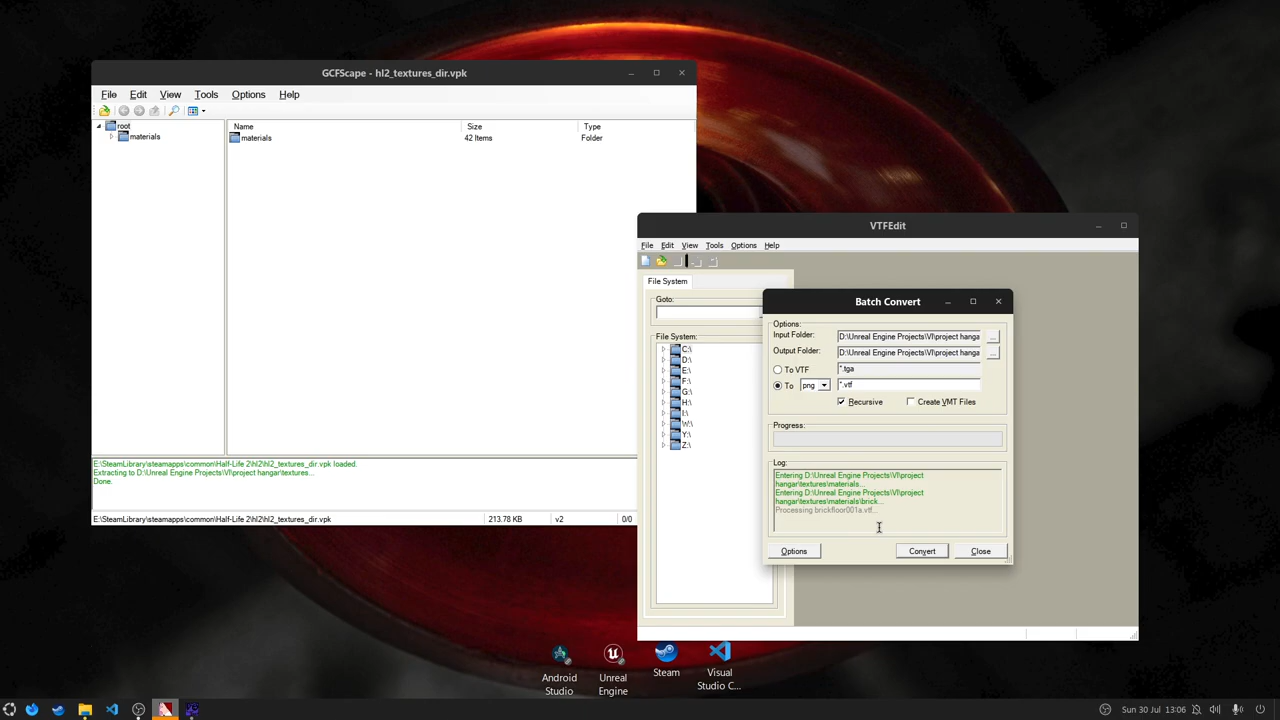 GCFScape - hl2_textures_dir.vpk
File Edit View Tools Options Help
root
materials
Name Size Type
materials 42 Items Folder
E:\SteamLibrary\steamapps\common\Half-Life 2\hl2\hl2_textures_dir.vpk loaded.
Extracting to D:\Unreal Engine Projects\VI\project hangar\textures...
Done.
E:\SteamLibrary\steamapps\common\Half-Life 2\hl2\hl2_textures_dir.vpk 213.78 KB v2 0/0
VTFEdit
File Edit View Tools Options Help
File System
Goto:
File System:
C:\
D:\
E:\
F:\
G:\
H:\
I:\
W:\
Y:\
Z:\
Batch Convert
Options:
Input Folder: D:\Unreal Engine Projects\VI\project hanga ...
Output Folder: D:\Unreal Engine Projects\VI\project hanga ...
To VTF *.tga
To png *.vtf
Recursive Create VMT Files
Progress:
Log:
Entering D:\Unreal Engine Projects\VI\project
hangar\textures\materials...
Entering D:\Unreal Engine Projects\VI\project
hangar\textures\materials\brick...
Processing brickfloor001a.vtf...
Options Convert Close
Android
Studio
Unreal
Engine
Steam
Visual
Studio C...
Sun 30 Jul 13:06